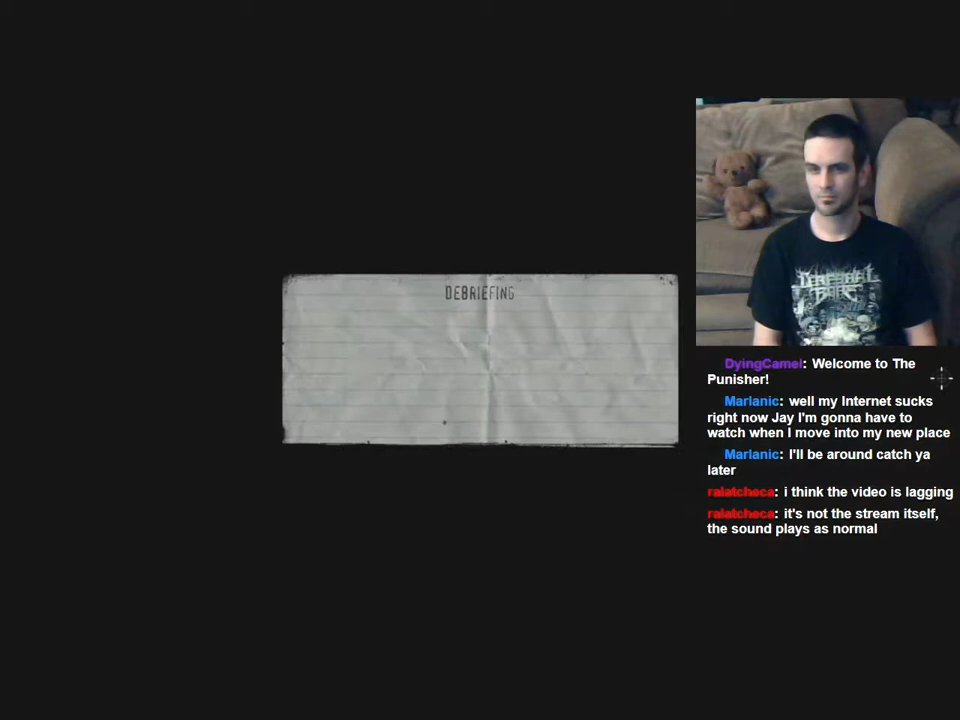 DEBRIEFING
DyingCamel: Welcome to The
Punisher!
Marlanic: well my Internet sucks
right now Jay I'm gonna have to
watch when I move into my new place
Marlanic: I'll be around catch ya
later
ralatcheca: i think the video is lagging
ralatcheca: it's not the stream itself,
the sound plays as normal